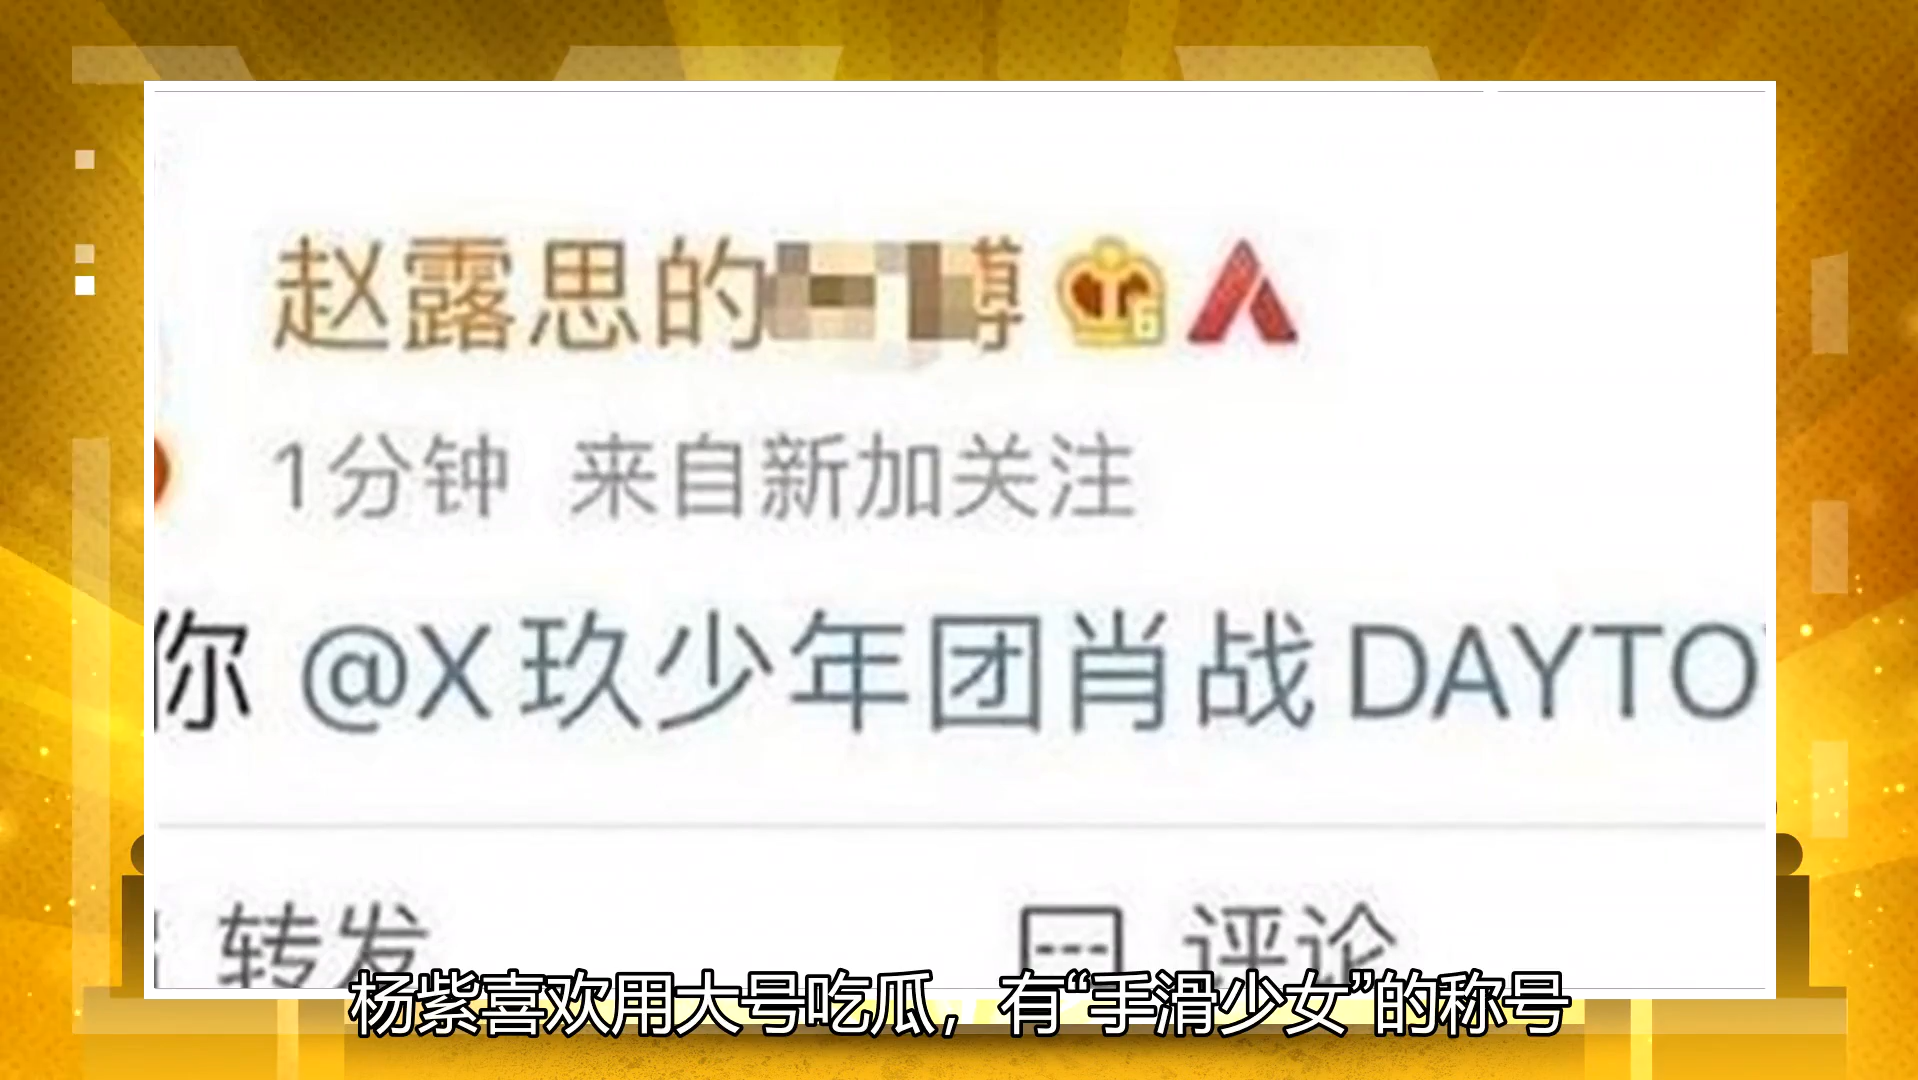 赵露思的 博
1分钟 来自新加关注
你 @X玖少年团肖战DAYTO
转发 评论
杨紫喜欢用大号吃瓜，有“手滑少女”的称号